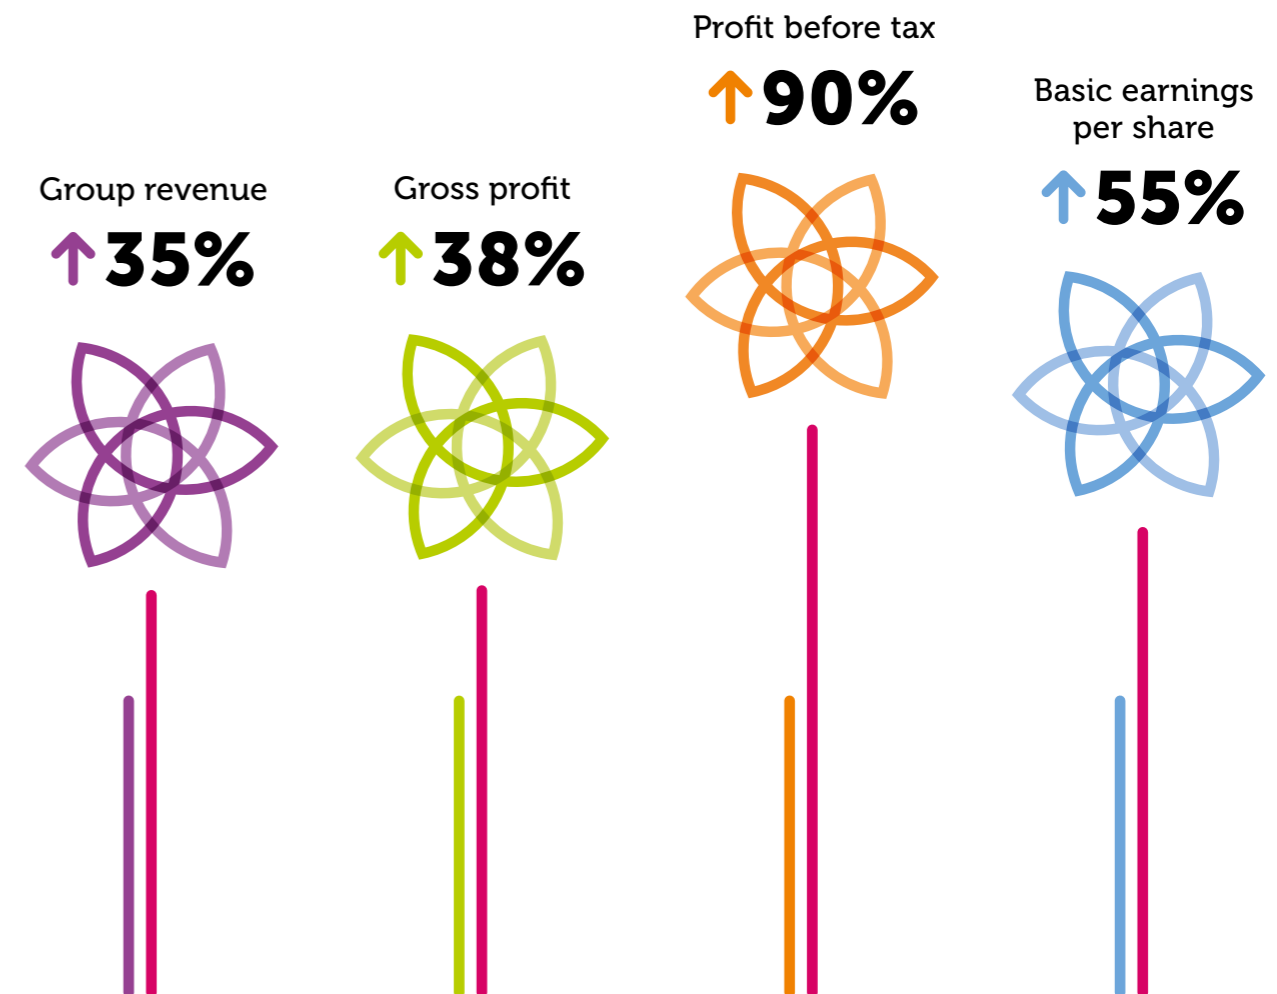 Group revenue
↑35%
Gross profit
↑38%
Profit before tax
↑90%
Basic earnings
per share
↑55%